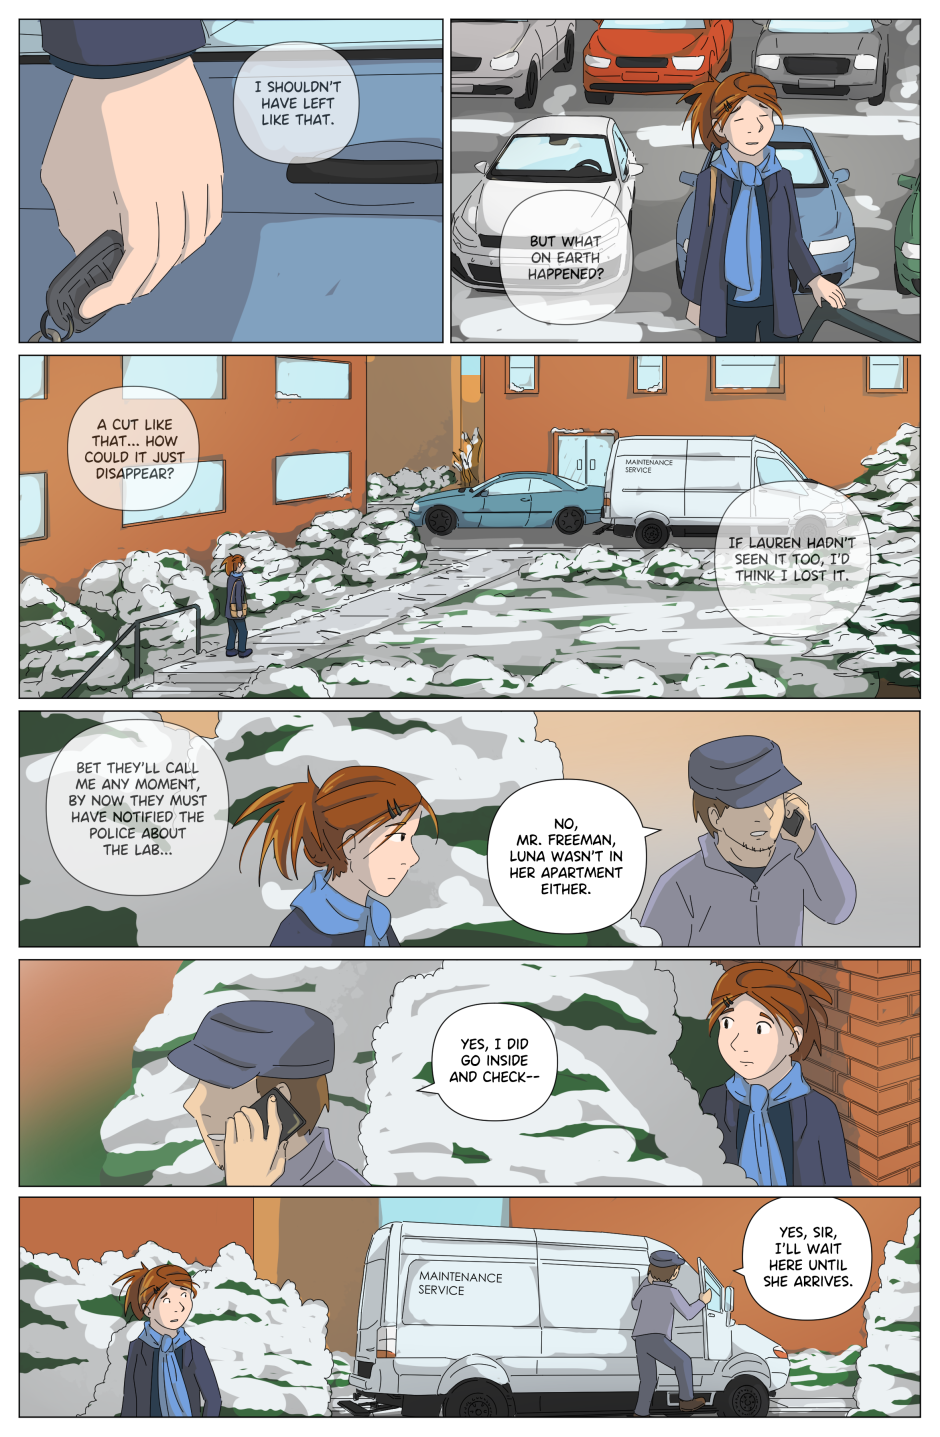 I SHOULDN'T
HAVE LEFT
LIKE THAT.
BUT WHAT
ON EARTH
HAPPENED?
A CUT LIKE
THAT... HOW
COULD IT JUST
DISAPPEAR?
MAINTENANCE
SERVICE
IF LAUREN HADN'T
SEEN IT TOO, I'D
THINK I LOST IT.
BET THEY'LL CALL
ME ANY MOMENT,
BY NOW THEY MUST
HAVE NOTIFIED THE
POLICE ABOUT
THE LAB...
NO,
MR. FREEMAN,
LUNA WASN'T IN
HER APARTMENT
EITHER.
YES, I DID
GO INSIDE
AND CHECK--
YES, SIR,
I'LL WAIT
HERE UNTIL
SHE ARRIVES.
MAINTENANCE
SERVICE